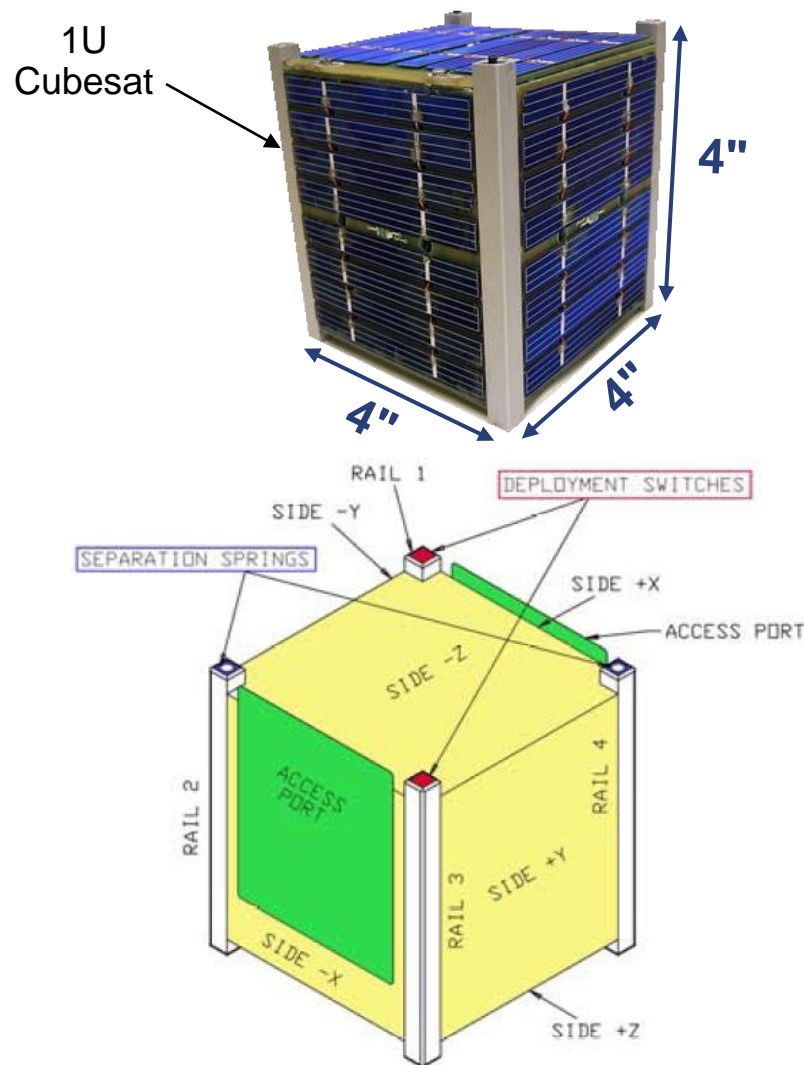 1U
Cubesat
4"
4"
4"
RAIL 1
DEPLOYMENT SWITCHES
SIDE -Y
SEPARATION SPRINGS
SIDE +X
ACCESS PORT
SIDE -Z
RAIL 2
ACCESS
PORT
RAIL 4
RAIL 3
SIDE +Y
SIDE -X
SIDE +Z